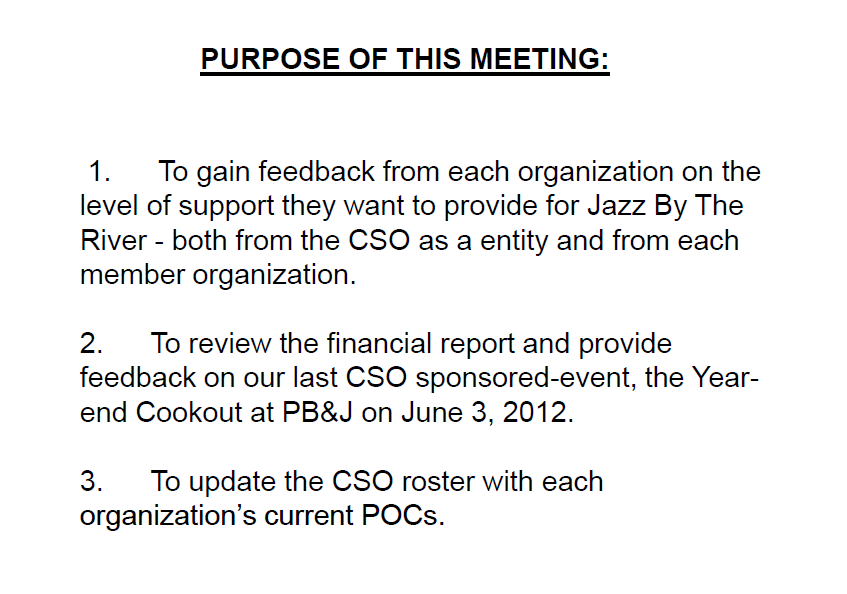 PURPOSE OF THIS MEETING:
1. To gain feedback from each organization on the
level of support they want to provide for Jazz By The
River - both from the CSO as a entity and from each
member organization.
2. To review the financial report and provide
feedback on our last CSO sponsored-event, the Year-
end Cookout at PB&J on June 3, 2012.
3. To update the CSO roster with each
organization’s current POCs.